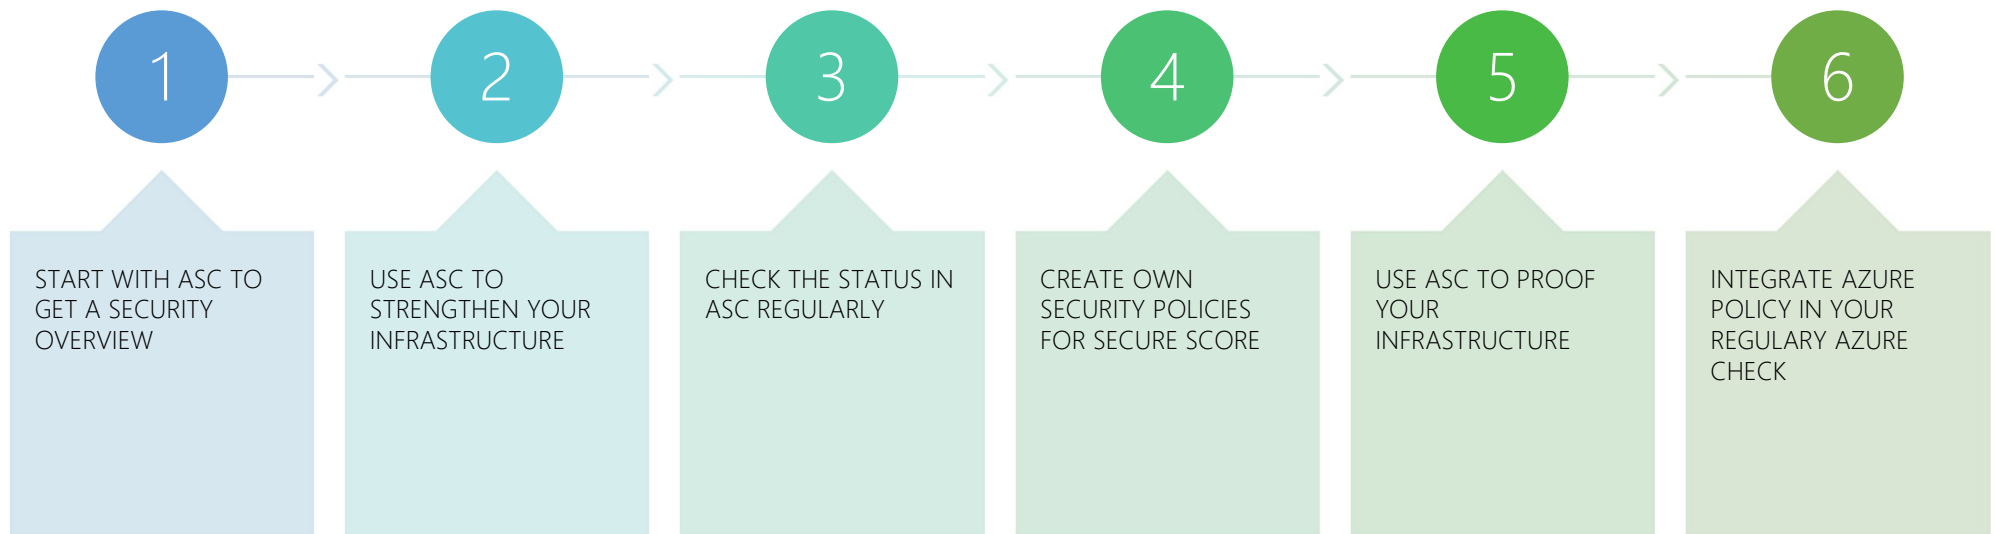 1
2
3
4
5
6
START WITH ASC TO
GET A SECURITY
OVERVIEW
USE ASC TO
STRENGTHEN YOUR
INFRASTRUCTURE
CHECK THE STATUS IN
ASC REGULARLY
CREATE OWN
SECURITY POLICIES
FOR SECURE SCORE
USE ASC TO PROOF
YOUR
INFRASTRUCTURE
INTEGRATE AZURE
POLICY IN YOUR
REGULARY AZURE
CHECK